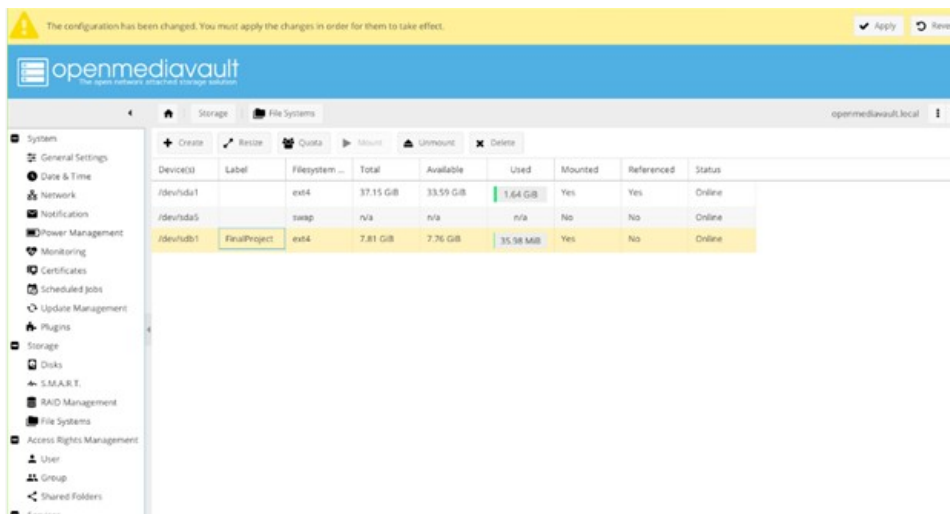 The configuration has been changed. You must apply the changes in order for them to take effect.
Apply
Reve
openmediavault
The open network attached storage solution
Storage
File Systems
openmediavault.local
System
General Settings
Date & Time
Network
Notification
Power Management
Monitoring
Certificates
Scheduled Jobs
Update Management
Plugins
Storage
Disks
S.M.A.R.T.
RAID Management
File Systems
Access Rights Management
User
Group
Shared Folders
Services
Create Resize Quota Mount Unmount Delete
Device(s) Label Filesystem ... Total Available Used Mounted Referenced Status
/dev/sda1 ext4 37.15 GiB 33.59 GiB 1.64 GiB Yes Yes Online
/dev/sda5 swap n/a n/a n/a No No Online
/dev/sdb1 FinalProject ext4 7.81 GiB 7.76 GiB 35.98 MiB Yes No Online